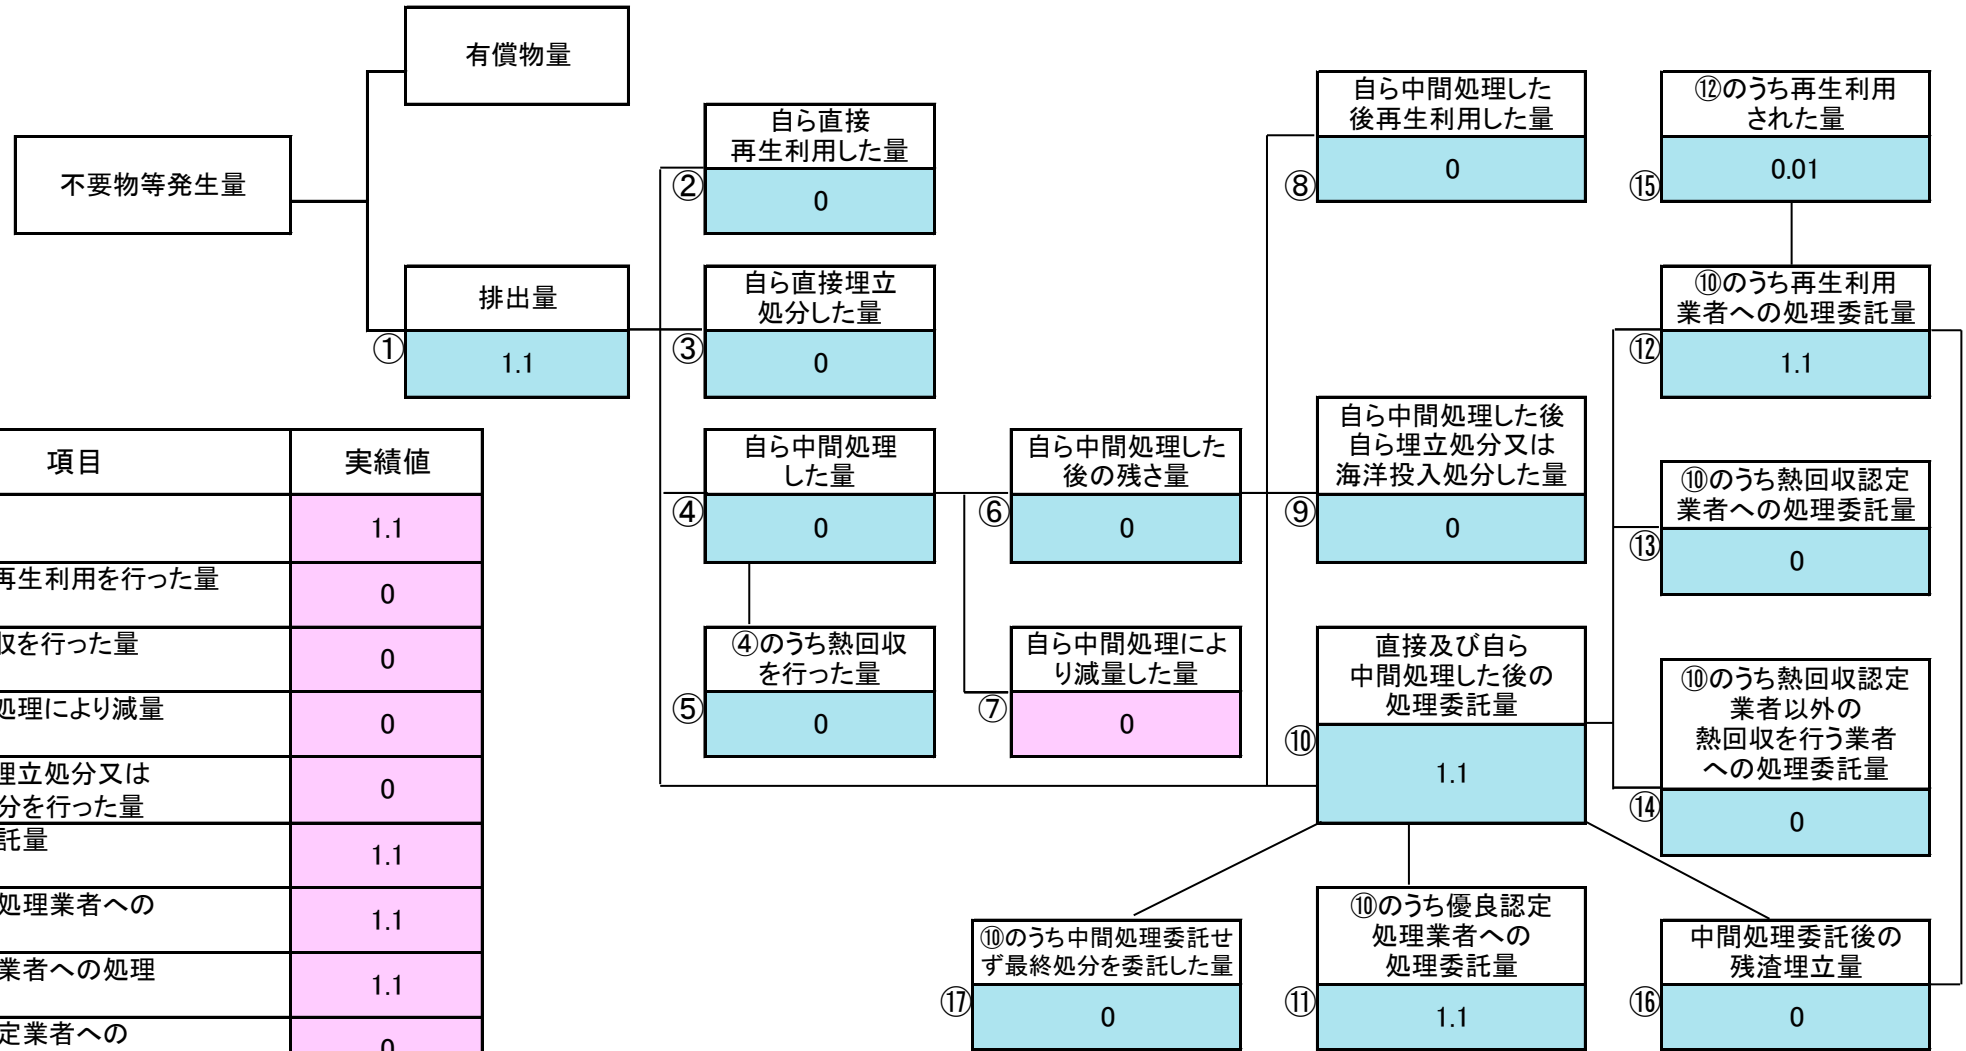 有償物量
不要物等発生量
排出量
①
1.1
自ら直接
再生利用した量
②
0
自ら直接埋立
処分した量
③
0
自ら中間処理
した量
④
0
④のうち熱回収
を行った量
⑤
0
自ら中間処理した
後の残さ量
⑥
0
自ら中間処理によ
り減量した量
⑦
0
自ら中間処理した
後再生利用した量
⑧
0
自ら中間処理した後
自ら埋立処分又は
海洋投入処分した量
⑨
0
直接及び自ら
中間処理した後の
処理委託量
⑩
1.1
⑩のうち優良認定
処理業者への
処理委託量
⑪
1.1
⑫のうち再生利用
された量
⑮
0.01
⑩のうち再生利用
業者への処理委託量
⑫
1.1
⑩のうち熱回収認定
業者への処理委託量
⑬
0
⑩のうち熱回収認定
業者以外の
熱回収を行う業者
への処理委託量
⑭
0
中間処理委託後の
残渣埋立量
⑯
0
⑩のうち中間処理委託せ
ず最終処分を委託した量
⑰
0
項目 実績値
1.1
再生利用を行った量
0
収を行った量
0
処理により減量
0
埋立処分又は
分を行った量
0
託量
1.1
処理業者への
1.1
業者への処理
1.1
定業者への
0